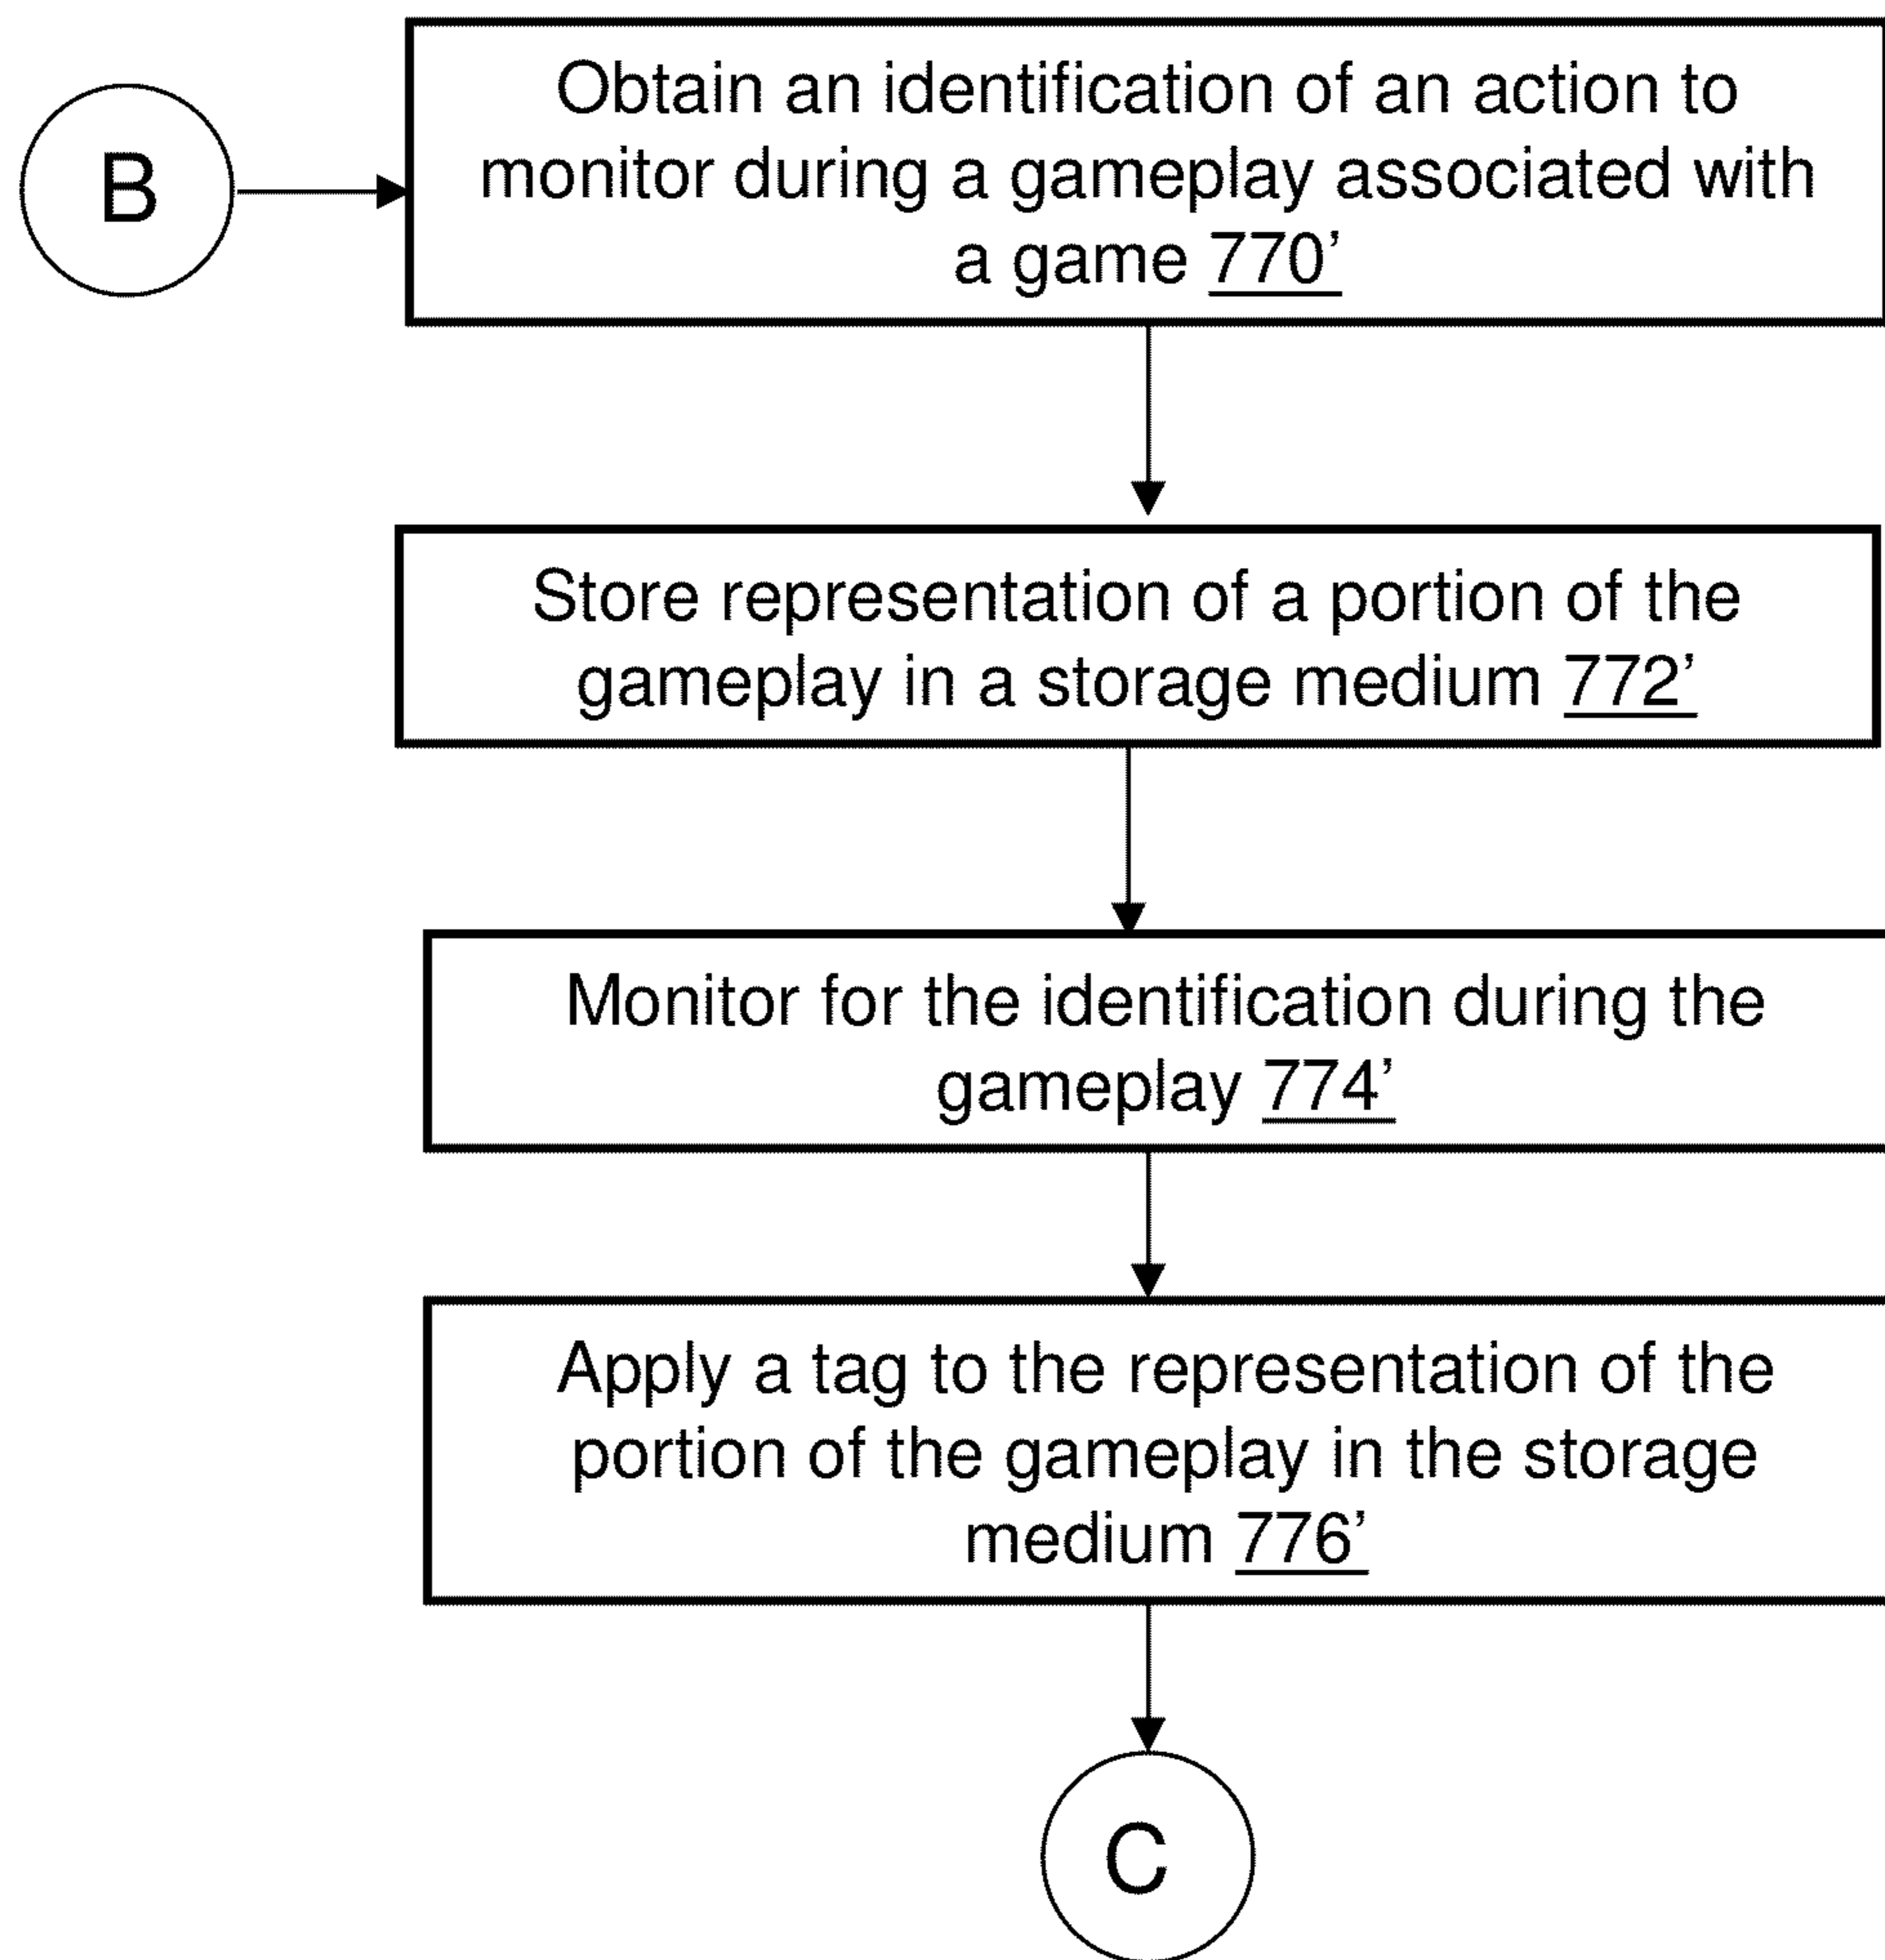 B
Obtain an identification of an action to
monitor during a gameplay associated with
a game 770’
Store representation of a portion of the
gameplay in a storage medium 772’
Monitor for the identification during the
gameplay 774’
Apply a tag to the representation of the
portion of the gameplay in the storage
medium 776’
C